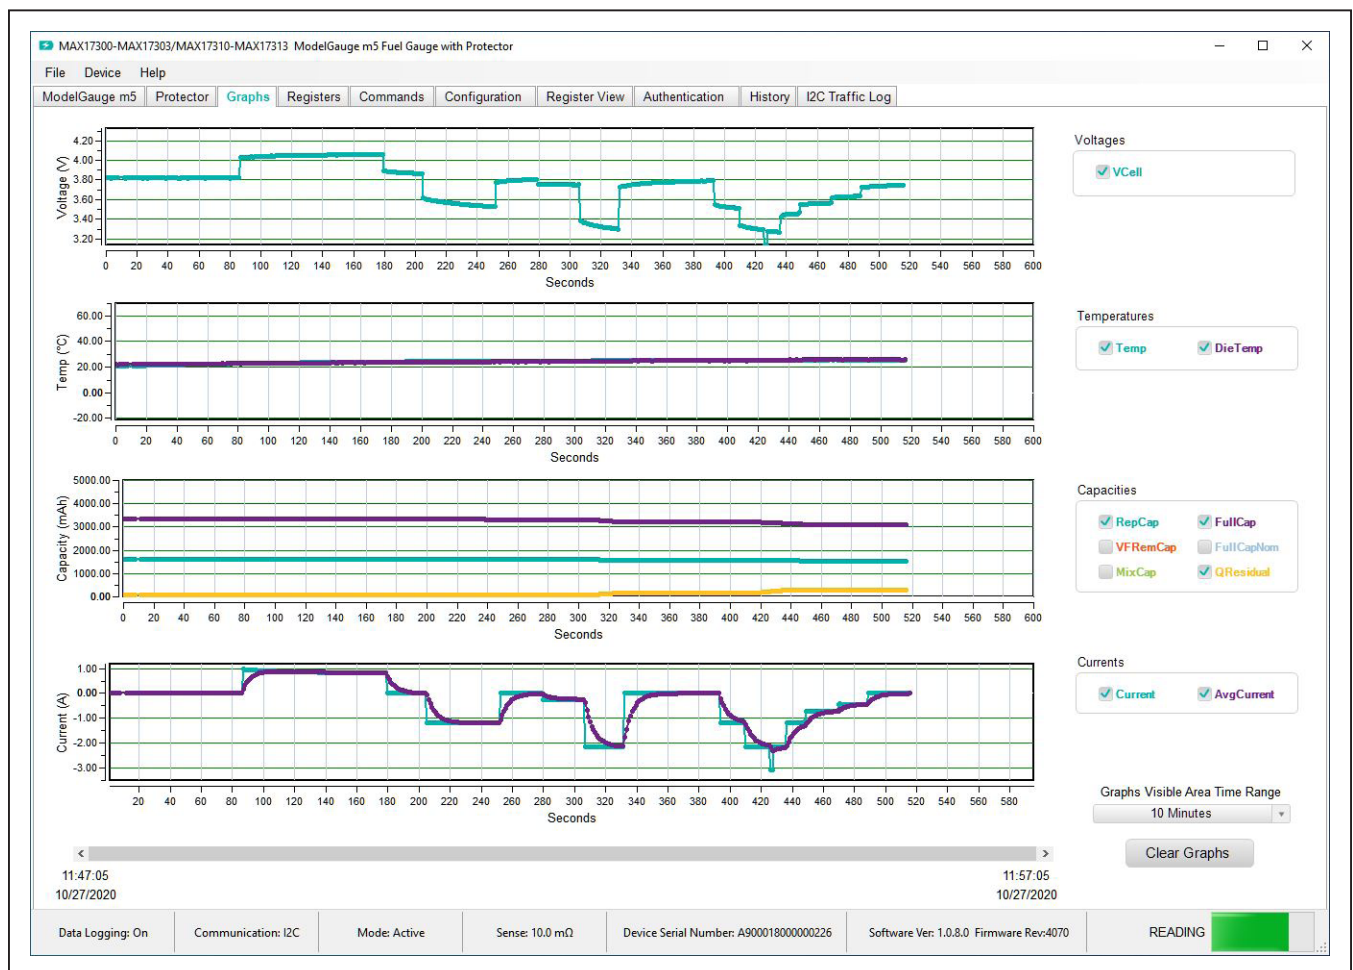 MAX17300-MAX17303/MAX17310-MAX17313 ModelGauge m5 Fuel Gauge with Protector
File Device Help
ModelGauge m5 Protector Graphs Registers Commands Configuration Register View Authentication History I2C Traffic Log
Voltage (V)
4.20
4.00
3.80
3.60
3.40
3.20
0 20 40 60 80 100 120 140 160 180 200 220 240 260 280 300 320 340 360 380 400 420 440 460 480 500 520 540 560 580 600
Seconds
Voltages
VCell
Temp (°C)
60.00
40.00
20.00
0.00
-20.00
0 20 40 60 80 100 120 140 160 180 200 220 240 260 280 300 320 340 360 380 400 420 440 460 480 500 520 540 560 580 600
Seconds
Temperatures
Temp DieTemp
Capacity (mAh)
5000.00
4000.00
3000.00
2000.00
1000.00
0.00
0 20 40 60 80 100 120 140 160 180 200 220 240 260 280 300 320 340 360 380 400 420 440 460 480 500 520 540 560 580 600
Seconds
Capacities
RepCap FullCap
VFRemCap FullCapNom
MixCap QResidual
Current (A)
1.00
0.00
-1.00
-2.00
-3.00
20 40 60 80 100 120 140 160 180 200 220 240 260 280 300 320 340 360 380 400 420 440 460 480 500 520 540 560 580
Seconds
Currents
Current AvgCurrent
Graphs Visible Area Time Range
10 Minutes
Clear Graphs
11:47:05 11:57:05
10/27/2020 10/27/2020
Data Logging: On Communication: I2C Mode: Active Sense: 10.0 mΩ Device Serial Number: A900018000000226 Software Ver: 1.0.8.0 Firmware Rev:4070 READING